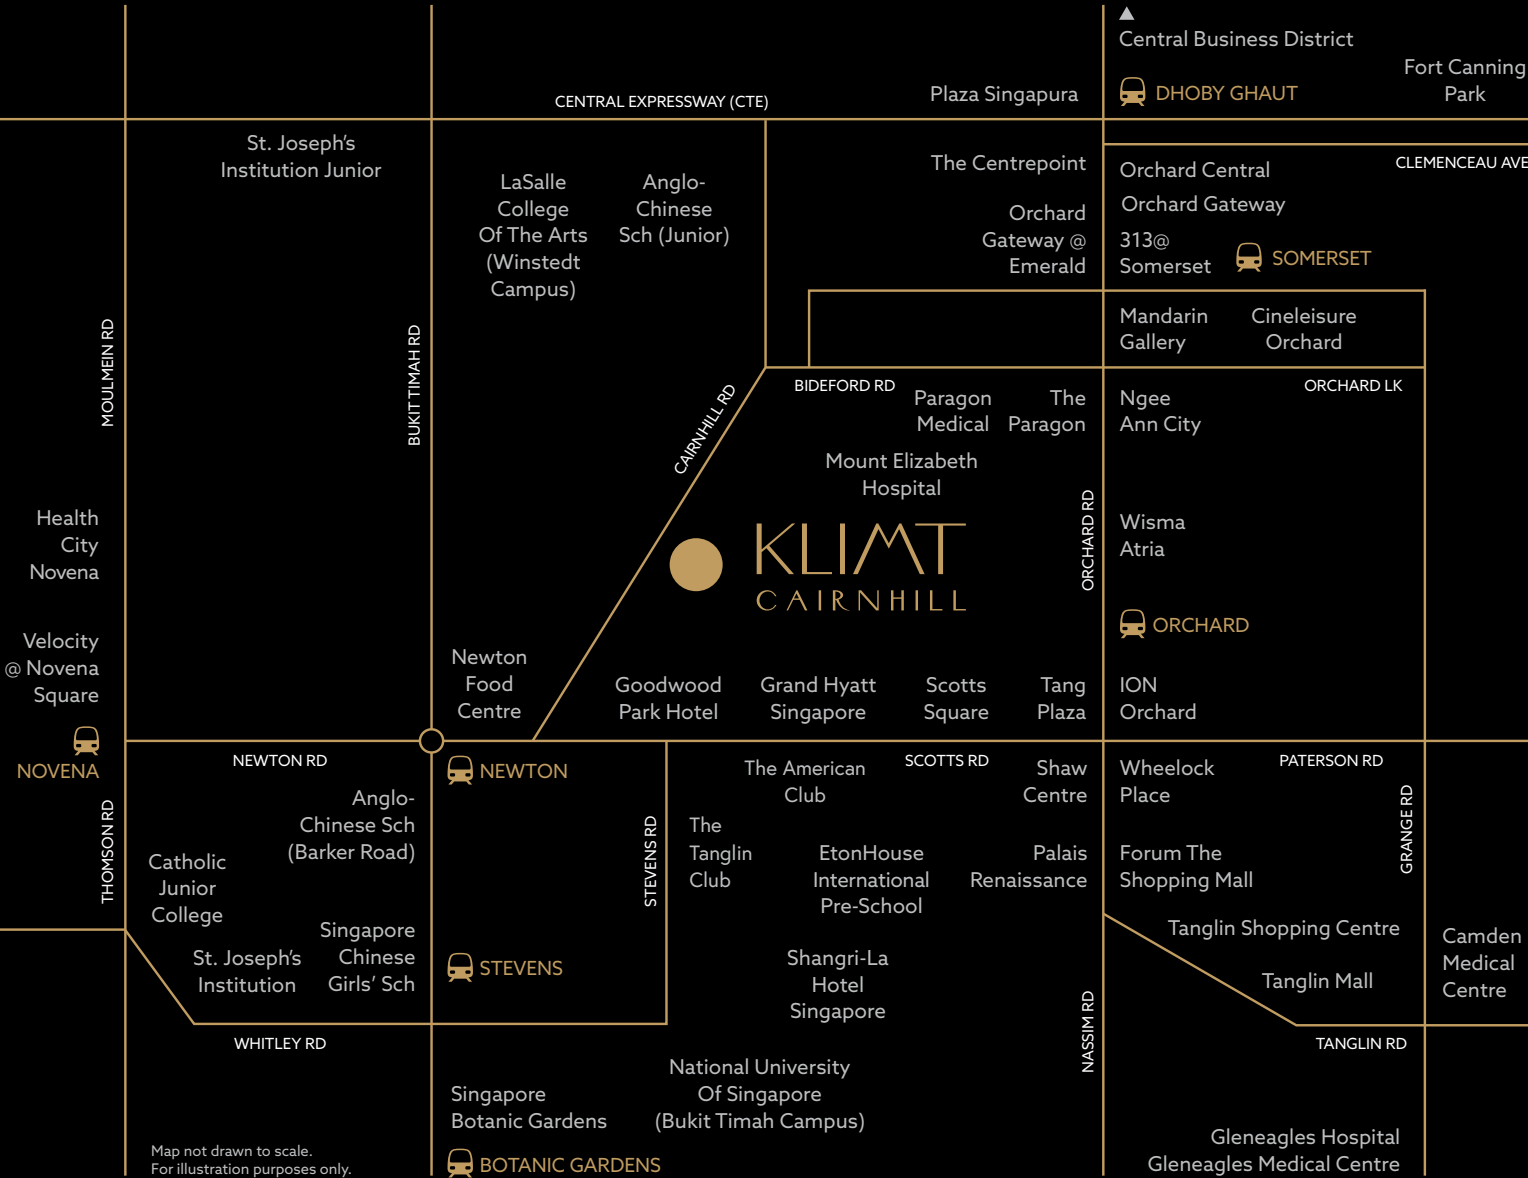 ▲
Central Business District
Fort Canning
Park
CENTRAL EXPRESSWAY (CTE)
Plaza Singapura
DHOBY GHAUT
St. Joseph's
Institution Junior
LaSalle
College
Of The Arts
(Winstedt
Campus)
Anglo-
Chinese
Sch (Junior)
The Centrepoint
Orchard
Gateway @
Emerald
Orchard Central
CLEMENCEAU AVE
Orchard Gateway
313@
Somerset
SOMERSET
Mandarin
Gallery
Cineleisure
Orchard
MOULMEIN RD
BUKIT TIMAH RD
CAIRNHILL RD
BIDEFORD RD
ORCHARD LK
Paragon
Medical
The
Paragon
Ngee
Ann City
Mount Elizabeth
Hospital
KLIMT
CAIRNHILL
ORCHARD RD
Wisma
Atria
ORCHARD
Health
City
Novena
Velocity
@ Novena
Square
NOVENA
Newton
Food
Centre
Goodwood
Park Hotel
Grand Hyatt
Singapore
Scotts
Square
Tang
Plaza
ION
Orchard
NEWTON RD
NEWTON
The American
Club
SCOTTS RD
Shaw
Centre
Wheelock
Place
PATERSON RD
THOMSON RD
Anglo-
Chinese Sch
(Barker Road)
Catholic
Junior
College
STEVENS RD
The
Tanglin
Club
EtonHouse
International
Pre-School
Palais
Renaissance
Forum The
Shopping Mall
GRANGE RD
St. Joseph's
Institution
Singapore
Chinese
Girls' Sch
STEVENS
Shangri-La
Hotel
Singapore
Tanglin Shopping Centre
Tanglin Mall
Camden
Medical
Centre
WHITLEY RD
NASSIM RD
TANGLIN RD
Singapore
Botanic Gardens
National University
Of Singapore
(Bukit Timah Campus)
BOTANIC GARDENS
Gleneagles Hospital
Gleneagles Medical Centre
Map not drawn to scale.
For illustration purposes only.